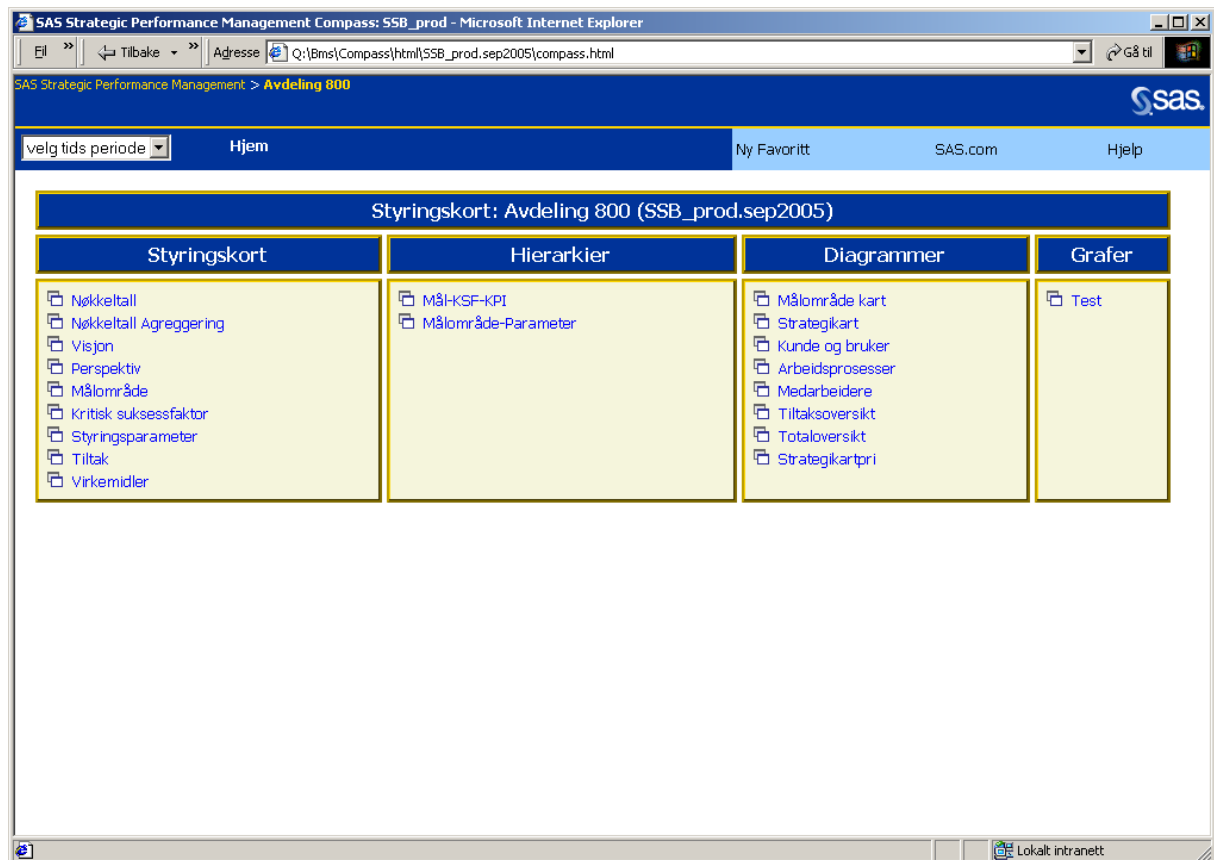 SAS Strategic Performance Management Compass: SSB_prod - Microsoft Internet Explorer
Fil » Tilbake » Adresse Q:\Bms\Compass\html\SSB_prod.sep2005\compass.html Gå til
SAS Strategic Performance Management > Avdeling 800
sas.
velg tids periode Hjem Ny Favoritt SAS.com Hjelp
Styringskort: Avdeling 800 (SSB_prod.sep2005)
Styringskort Hierarkier Diagrammer Grafer
Nøkkeltall
Nøkkeltall Agreggering
Visjon
Perspektiv
Målområde
Kritisk suksessfaktor
Styringsparameter
Tiltak
Virkemidler
Mål-KSF-KPI
Målområde-Parameter
Målområde kart
Strategikart
Kunde og bruker
Arbeidsprosesser
Medarbeidere
Tiltaksoversikt
Totaloversikt
Strategikartpri
Test
Lokalt intranett